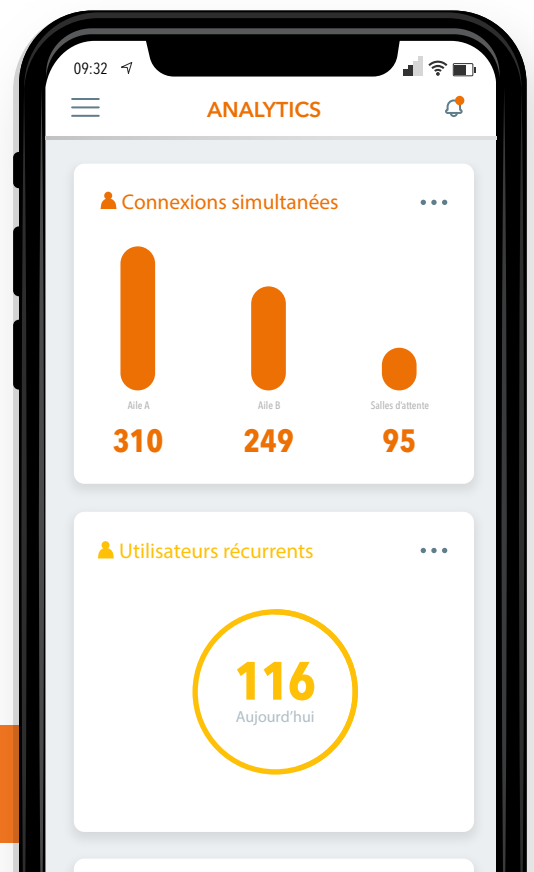 09:32
ANALYTICS
Connexions simultanées
Aile A
Aile B
Salles d'attente
310
249
95
Utilisateurs récurrents
116
Aujourd'hui